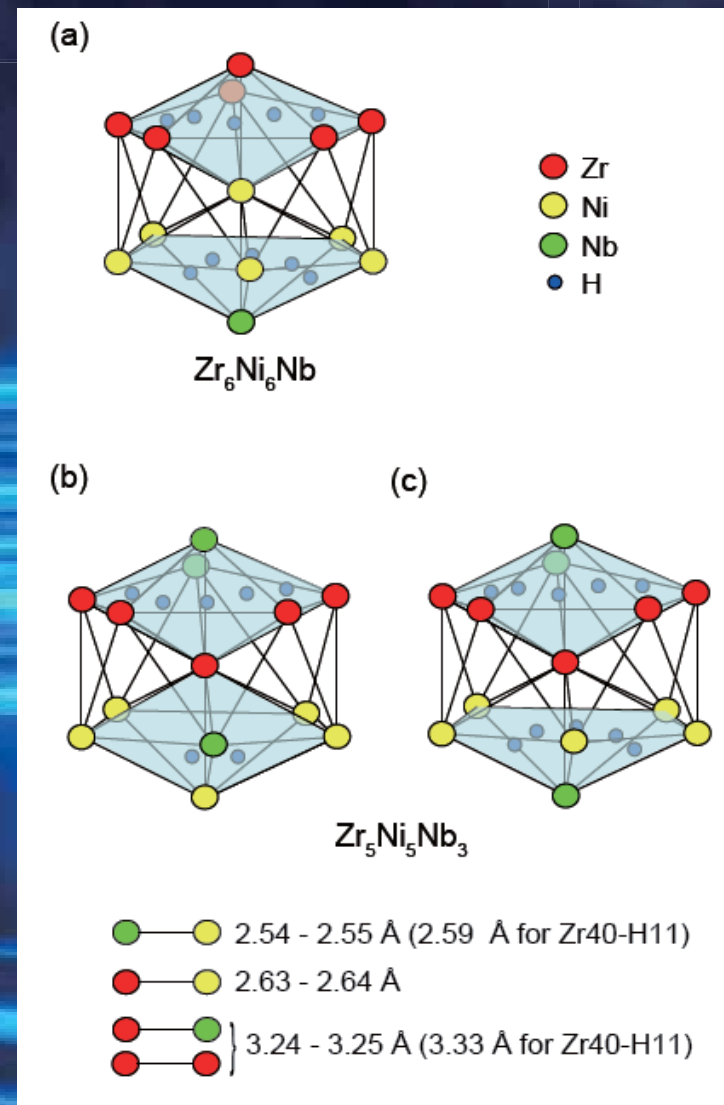 (a)
Zr
Ni
Nb
H
Zr₆Ni₆Nb
(b)
(c)
Zr₅Ni₅Nb₃
2.54 - 2.55 Å (2.59 Å for Zr40-H11)
2.63 - 2.64 Å
3.24 - 3.25 Å (3.33 Å for Zr40-H11)